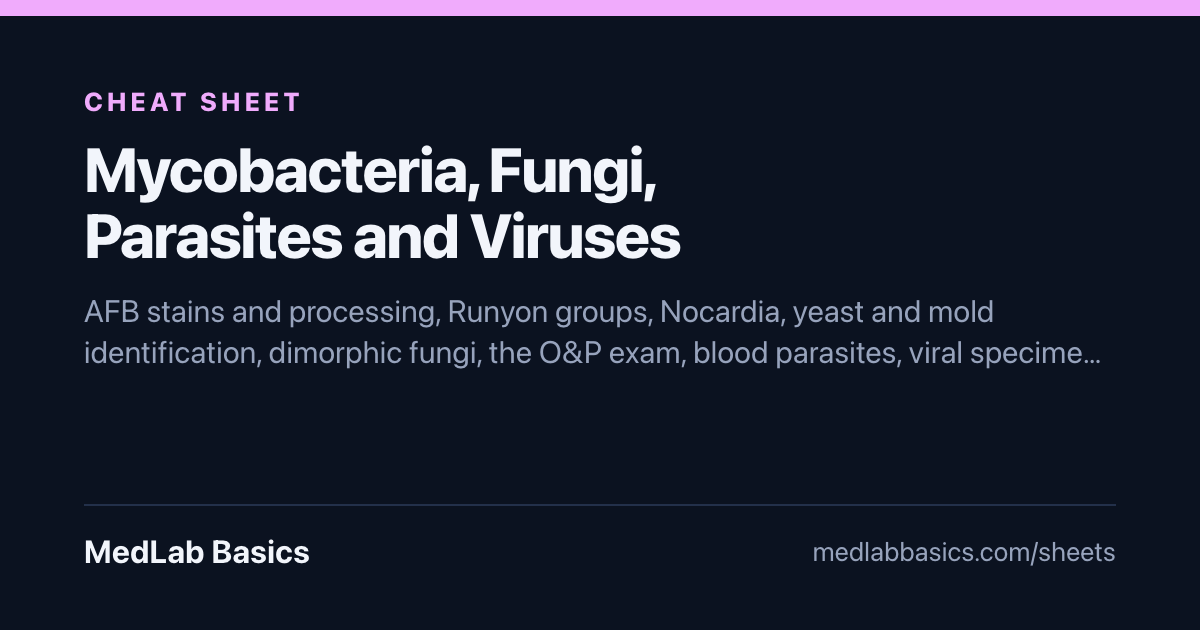 CHEAT SHEET
Mycobacteria, Fungi,
Parasites and Viruses
AFB stains and processing, Runyon groups, Nocardia, yeast and mold
identification, dimorphic fungi, the O&P exam, blood parasites, viral specime...
MedLab Basics
medlabbasics.com/sheets